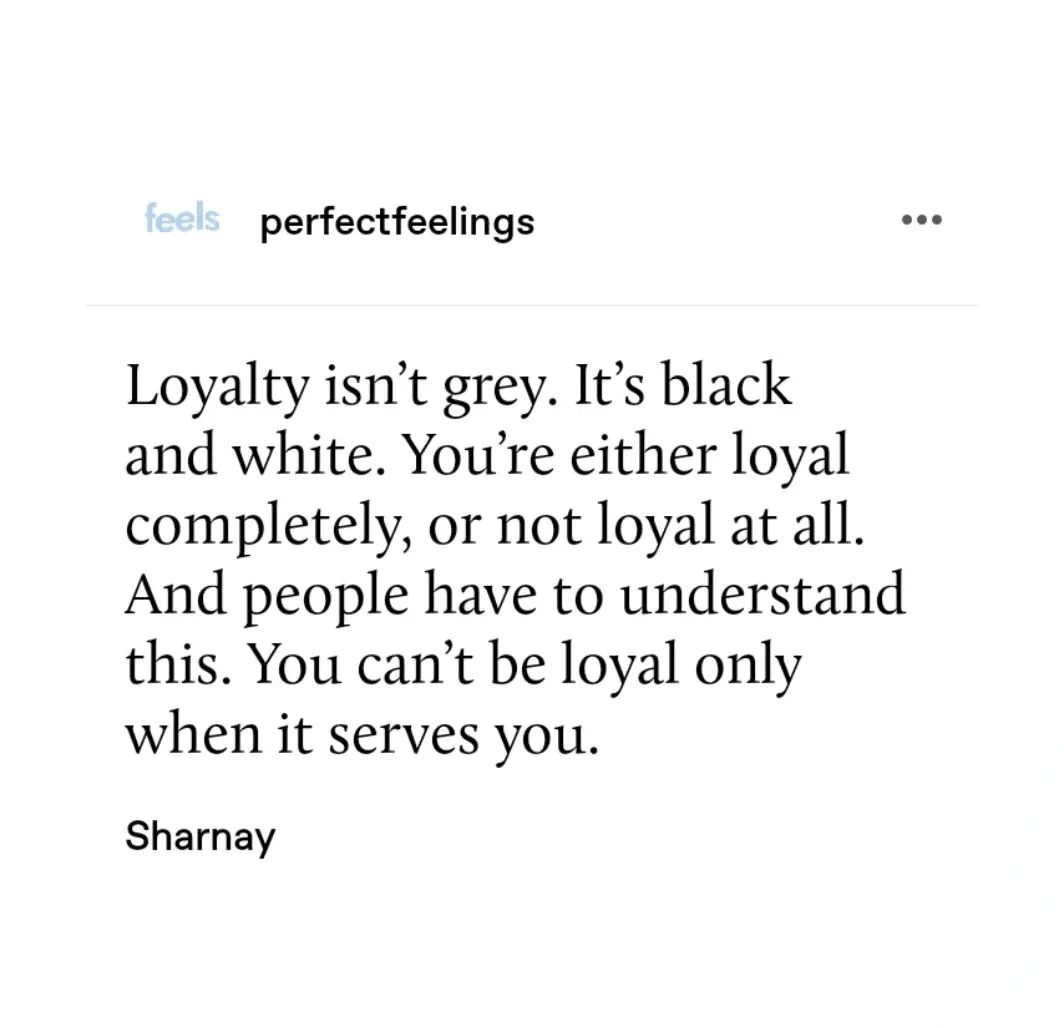 feels perfectfeelings
Loyalty isn’t grey. It’s black
and white. You’re either loyal
completely, or not loyal at all.
And people have to understand
this. You can’t be loyal only
when it serves you.
Sharnay